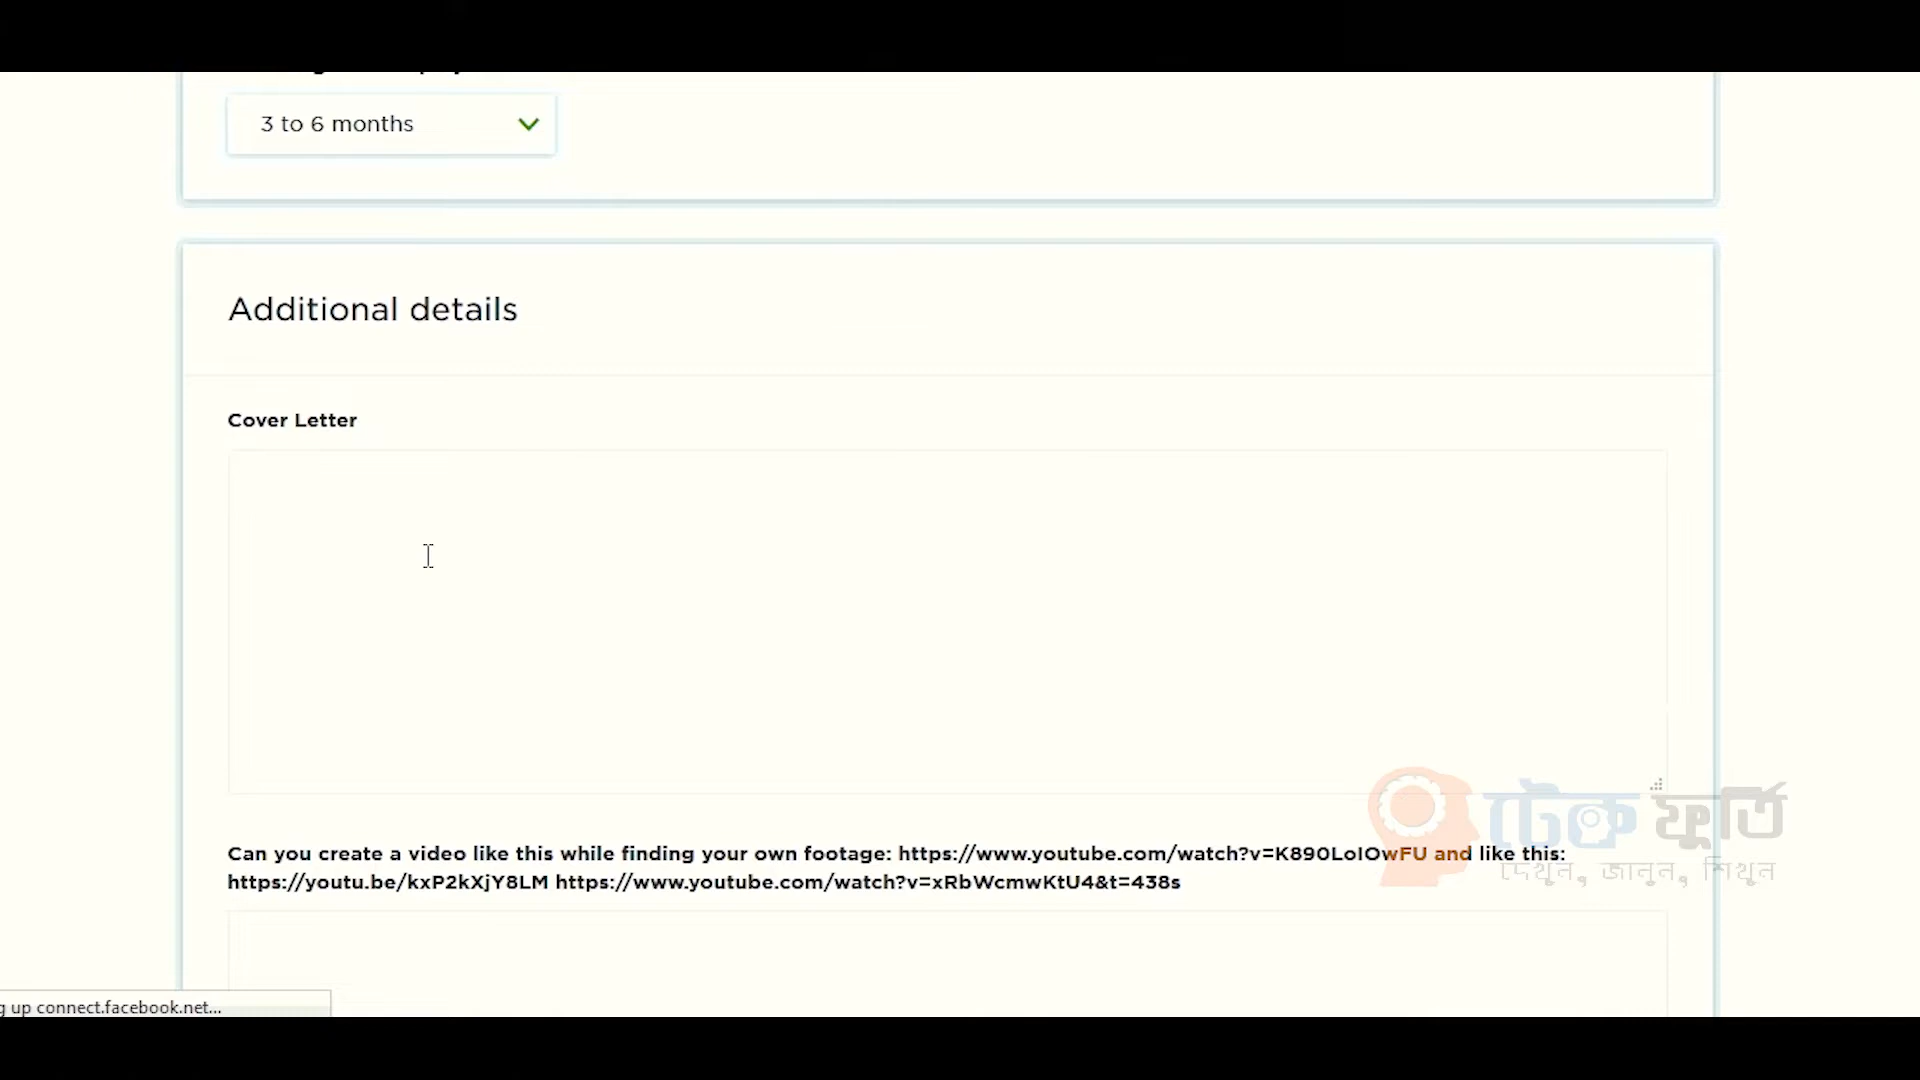 3 to 6 months
Additional details
Cover Letter
টেক ফুর্তি
দেখুন, জানুন, শিখুন
Can you create a video like this while finding your own footage: https://www.youtube.com/watch?v=K890LoIOwFU and like this:
https://youtu.be/kxP2kXjY8LM https://www.youtube.com/watch?v=xRbWcmwKtU4&t=438s
g up connect.facebook.net...